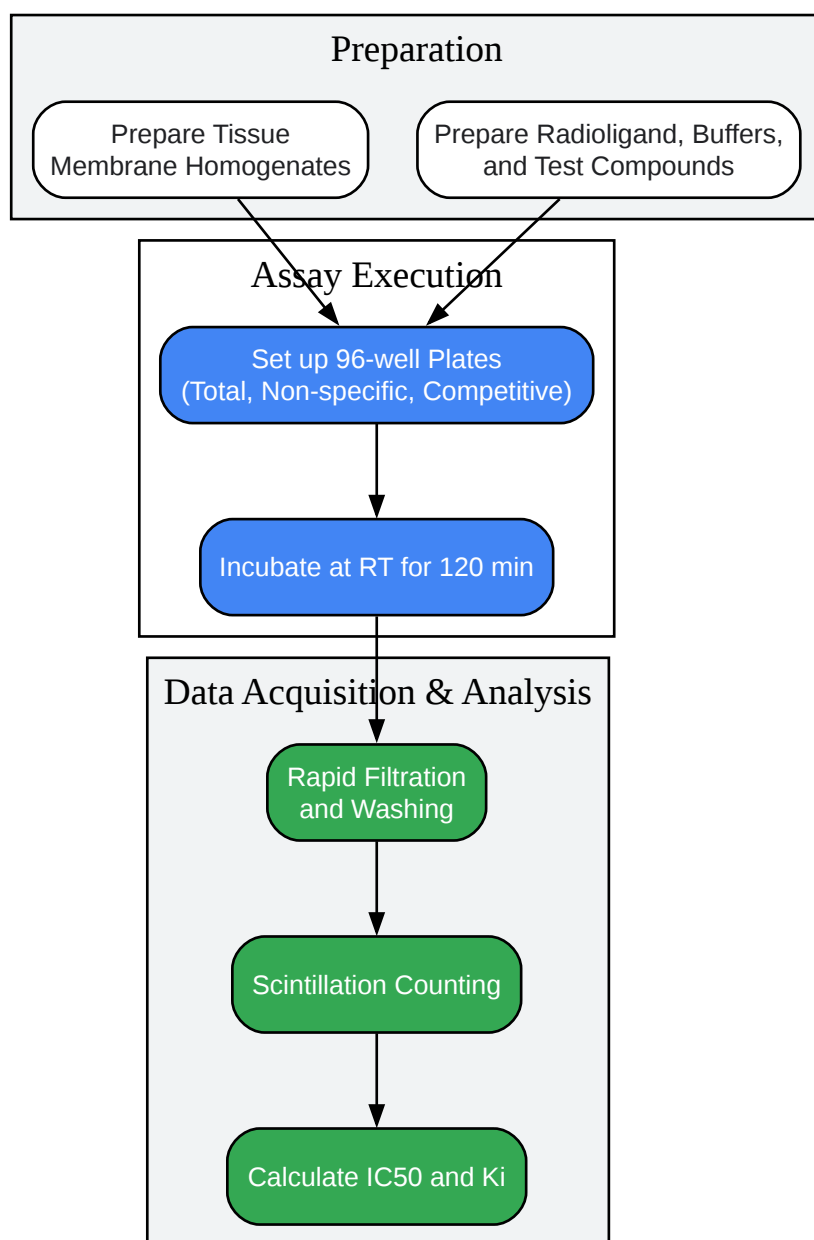 Preparation
Prepare Tissue
Membrane Homogenates
Prepare Radioligand, Buffers,
and Test Compounds
Assay Execution
Set up 96-well Plates
(Total, Non-specific, Competitive)
Incubate at RT for 120 min
Data Acquisition & Analysis
Rapid Filtration
and Washing
Scintillation Counting
Calculate IC50 and Ki